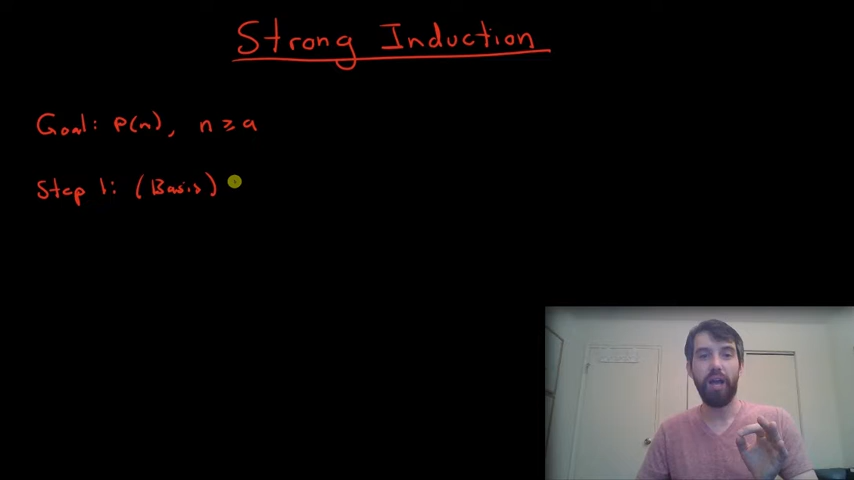 Strong Induction
Goal: P(n), n ≥ a
Step 1: (Basis)